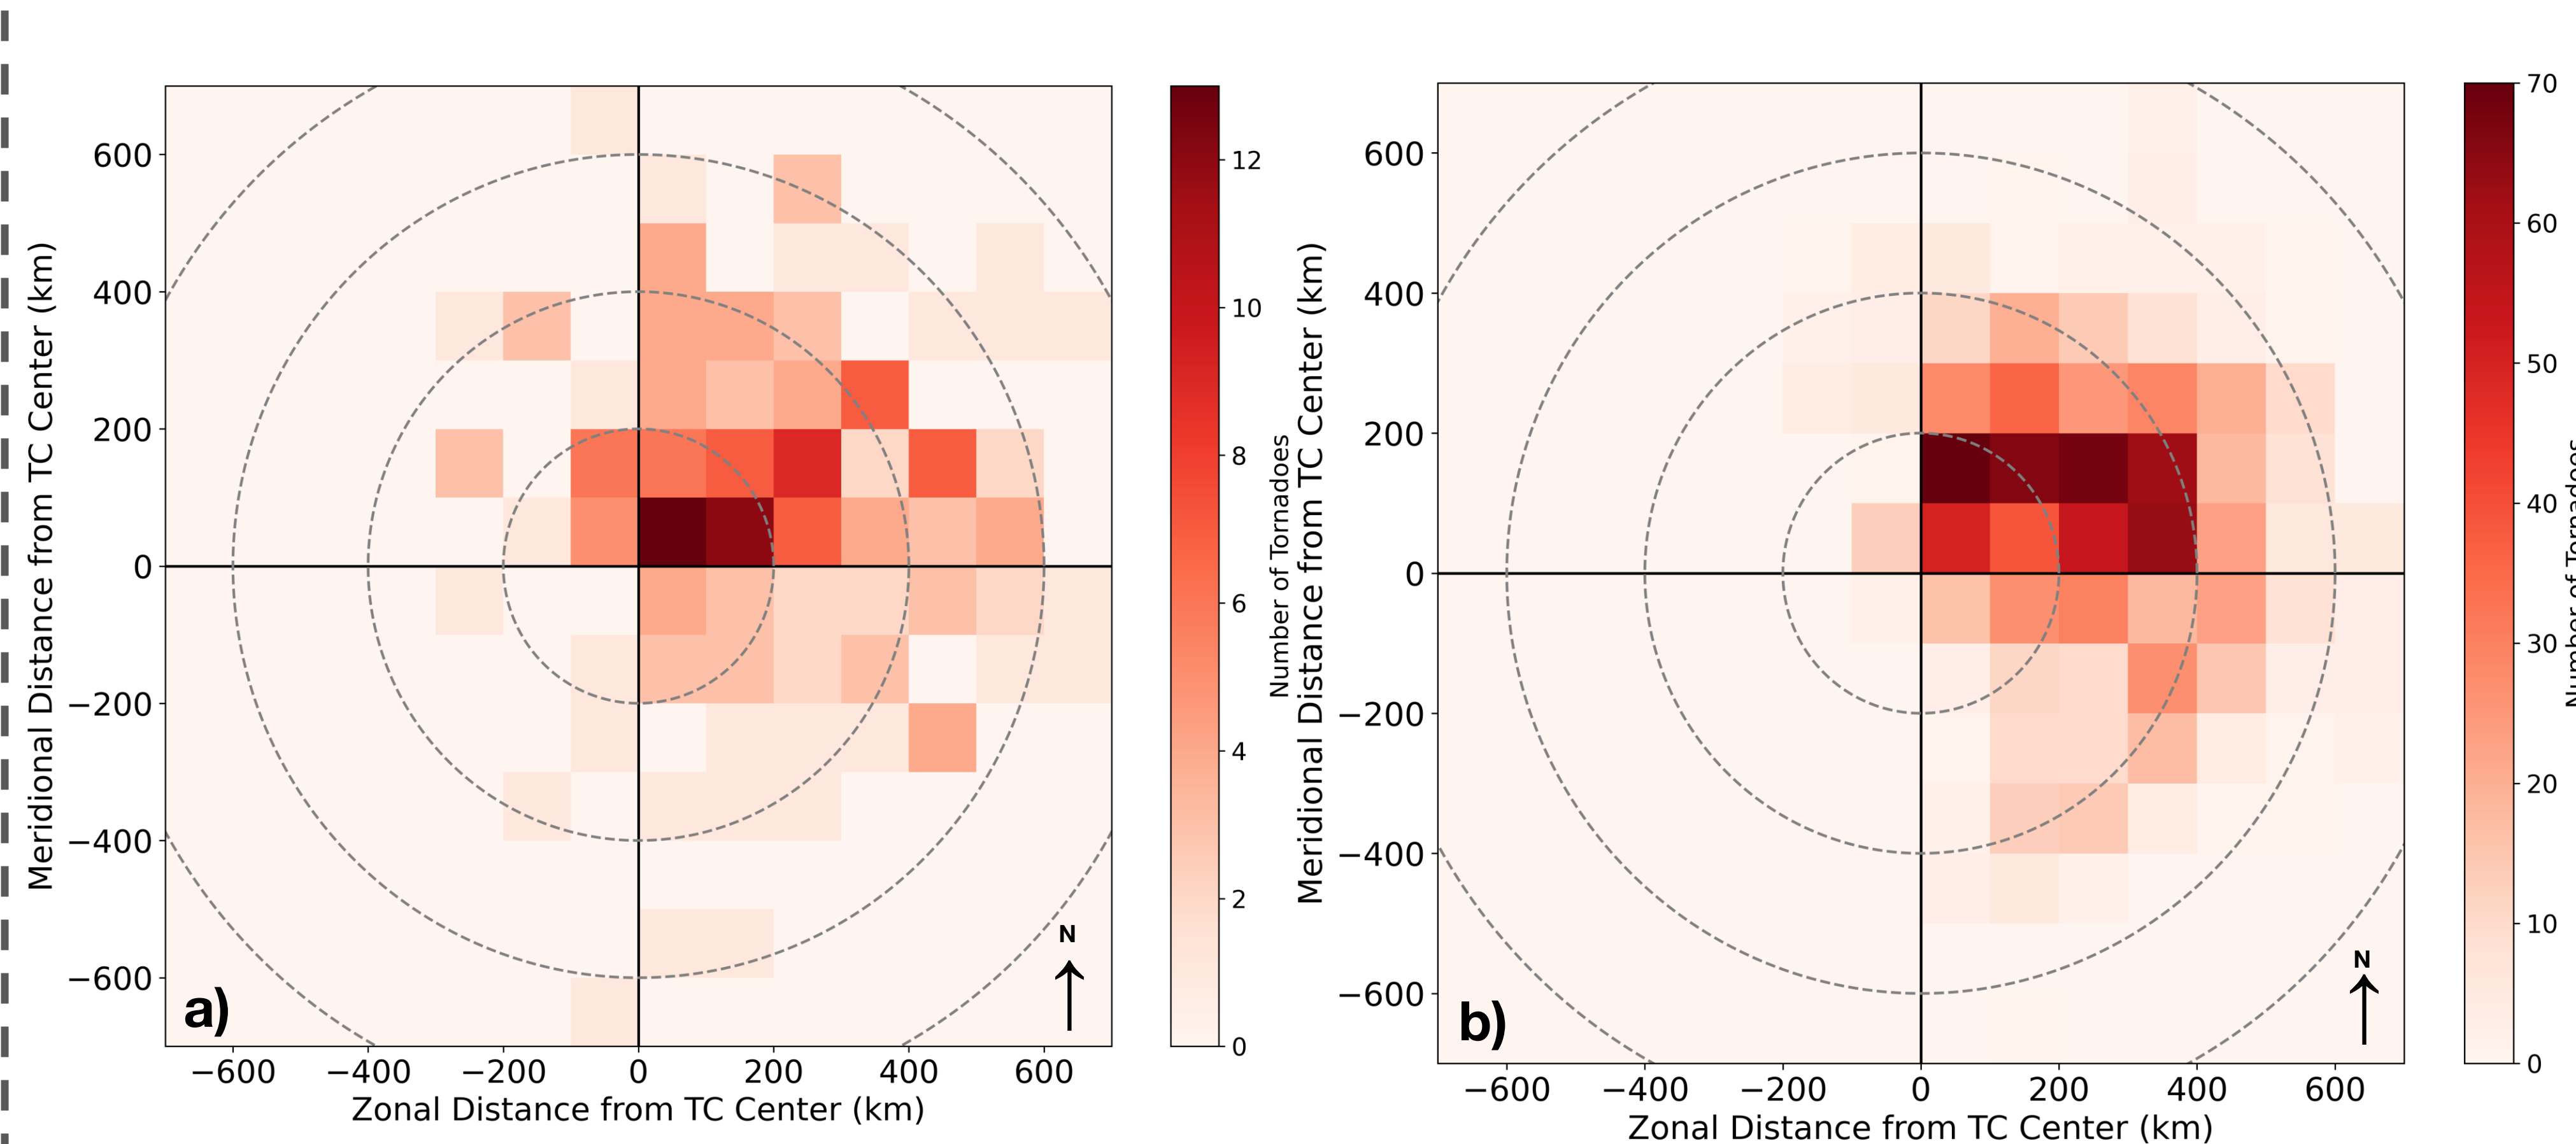 Meridional Distance from TC Center (km)
600
400
200
0
−200
−400
−600
−600 −400 −200 0 200 400 600
Zonal Distance from TC Center (km)
a)
N
12
10
8
6
4
2
0
Number of Tornadoes
Meridional Distance from TC Center (km)
600
400
200
0
−200
−400
−600
−600 −400 −200 0 200 400 600
Zonal Distance from TC Center (km)
b)
N
70
60
50
40
30
20
10
0
Number of Tornadoes